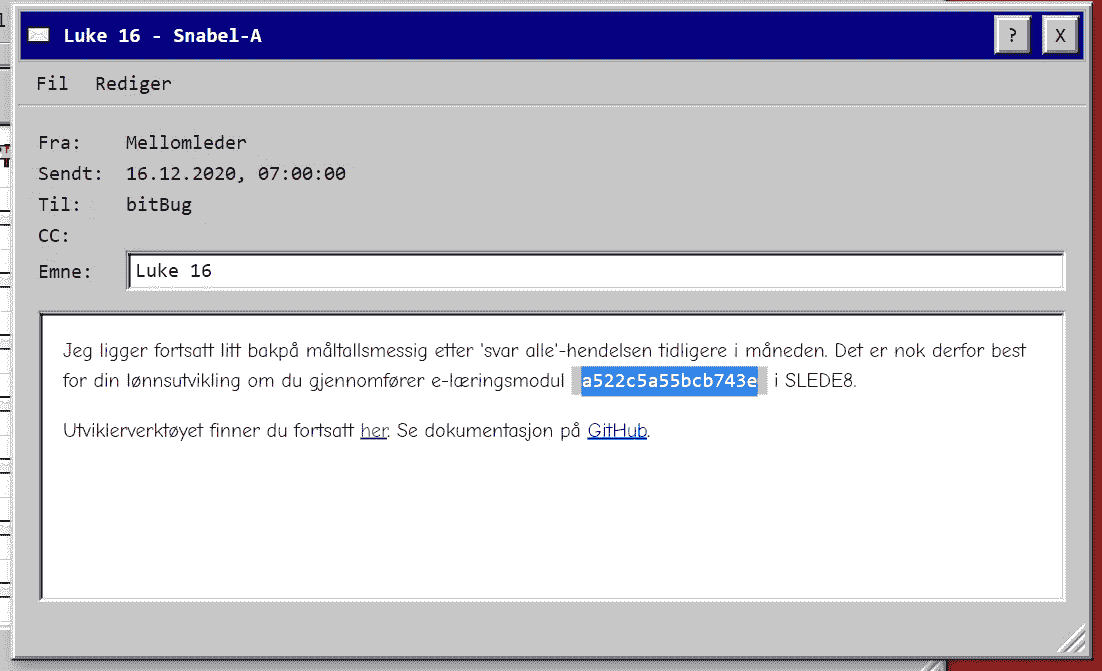 Luke 16 - Snabel-A
? X
Fil Rediger
Fra: Mellomleder
Sendt: 16.12.2020, 07:00:00
Til: bitBug
CC:
Emne: Luke 16
Jeg ligger fortsatt litt bakpå måltallsmessig etter 'svar alle'-hendelsen tidligere i måneden. Det er nok derfor best
for din lønnsutvikling om du gjennomfører e-læringsmodul a522c5a55bcb743e i SLEDE8.
Utviklerverktøyet finner du fortsatt her. Se dokumentasjon på GitHub.